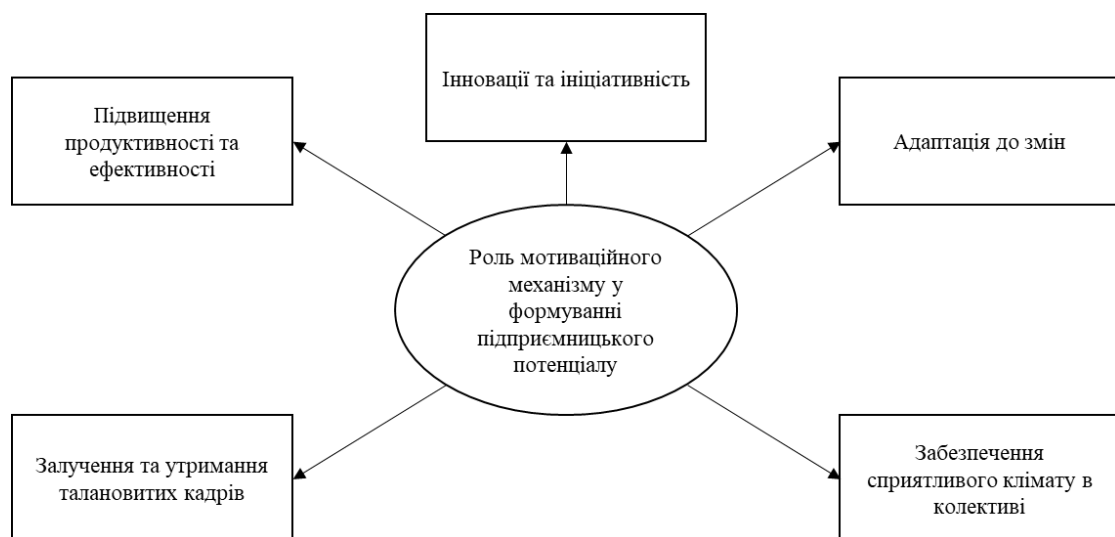 Інновації та ініціативність
Підвищення
продуктивності та
ефективності
Адаптація до змін
Роль мотиваційного
механізму у
формуванні
підприємницького
потенціалу
Залучення та утримання
талановитих кадрів
Забезпечення
сприятливого клімату в
колективі